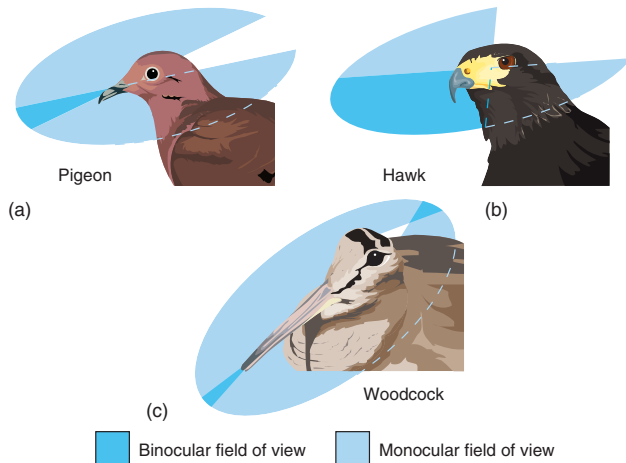 Pigeon
Hawk
(a)
(b)
Woodcock
(c)
Binocular field of view
Monocular field of view